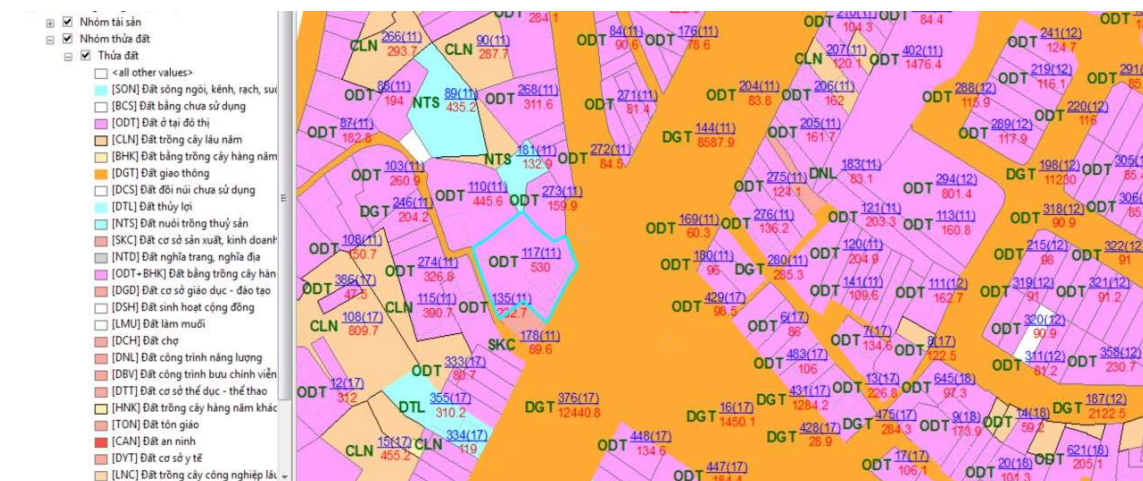 Nhóm tài sản
Nhóm thửa đất
Thửa đất
<all other values>
[SON] Đất sông ngòi, kênh, rạch, suố
[BCS] Đất bằng chưa sử dụng
[ODT] Đất ở tại đô thị
[CLN] Đất trồng cây lâu năm
[BHK] Đất bằng trồng cây hàng năm
[DGT] Đất giao thông
[DCS] Đất đồi núi chưa sử dụng
[DTL] Đất thủy lợi
[NTS] Đất nuôi trồng thuỷ sản
[SKC] Đất cơ sở sản xuất, kinh doanh
[NTD] Đất nghĩa trang, nghĩa địa
[ODT+BHK] Đất bằng trồng cây hàn
[DGD] Đất cơ sở giáo dục - đào tạo
[DSH] Đất sinh hoạt cộng đồng
[LMU] Đất làm muối
[DCH] Đất chợ
[DNL] Đất công trình năng lượng
[DBV] Đất công trình bưu chính viễn
[DTT] Đất cơ sở thể dục - thể thao
[HNK] Đất trồng cây hàng năm khác
[TON] Đất tôn giáo
[CAN] Đất an ninh
[DYT] Đất cơ sở y tế
[LNC] Đất trồng cây công nghiệp lâu
ODT 284.1
CLN 266(11) 293.7
CLN 90(11) 287.7
ODT 84(11) 90.6
ODT 176(11) 78.6
ODT 210(11) 104.3
ODT 84.4
CLN 207(11) 120.1
ODT 402(11) 1476.4
ODT 241(12) 124.7
ODT 88(11) 194
NTS 89(11) 435.2
ODT 268(11) 311.6
ODT 271(11) 81.4
ODT 204(11) 83.8
ODT 206(11) 162
ODT 288(12) 115.9
ODT 219(12) 116.1
ODT 220(12) 116
ODT 87(11) 182.8
DGT 144(11) 8587.9
ODT 205(11) 161.7
ODT 289(12) 117.9
NTS 181(11) 132.9
ODT 272(11) 84.5
ODT 103(11) 260.9
ODT 110(11) 445.6
ODT 273(11) 159.9
ODT 275(11) 124.1
DNL 183(11) 83.1
ODT 294(12) 801.4
DGT 198(12) 11230
DGT 246(11) 204.2
ODT 169(11) 60.3
ODT 276(11) 136.2
ODT 121(11) 203.3
ODT 113(11) 160.8
ODT 318(12) 90.9
ODT 108(11)
ODT 117(11) 530
ODT 180(11) 96
DGT 280(11) 285.3
ODT 120(11) 204.9
ODT 215(12) 98
ODT 322(12) 91
ODT 274(11) 326.8
ODT 386(17) 47.5
CLN 115(11) 390.7
ODT 135(11)
ODT 429(17) 98.5
ODT 141(11) 109.6
ODT 111(12) 162.7
ODT 319(12) 91
ODT 321(12) 91.2
CLN 108(17) 809.7
SKC 178(11) 89.6
ODT 6(17) 86
ODT 7(17) 134.6
ODT 8(17) 122.5
ODT 320(12) 90.9
ODT 333(17) 80.7
ODT 483(17) 106
ODT 311(12) 81.2
ODT 358(12) 230.7
ODT 12(17) 312
DTL 355(17) 310.2
DGT 376(17) 12440.8
DGT 431(17) 1284.2
ODT 13(17) 226.8
ODT 645(18) 97.3
DGT 187(12) 2122.5
CLN 15(17) 455.2
CLN 334(17) 119
ODT 448(17) 134.6
DGT 16(17) 1450.1
DGT 428(17) 28.9
DGT 475(17) 284.3
ODT 9(18) 173.9
ODT 14(18) 59.2
ODT 447(17) 184.4
ODT 17(17) 106.1
ODT 20(18) 101.3
ODT 621(18) 205.1